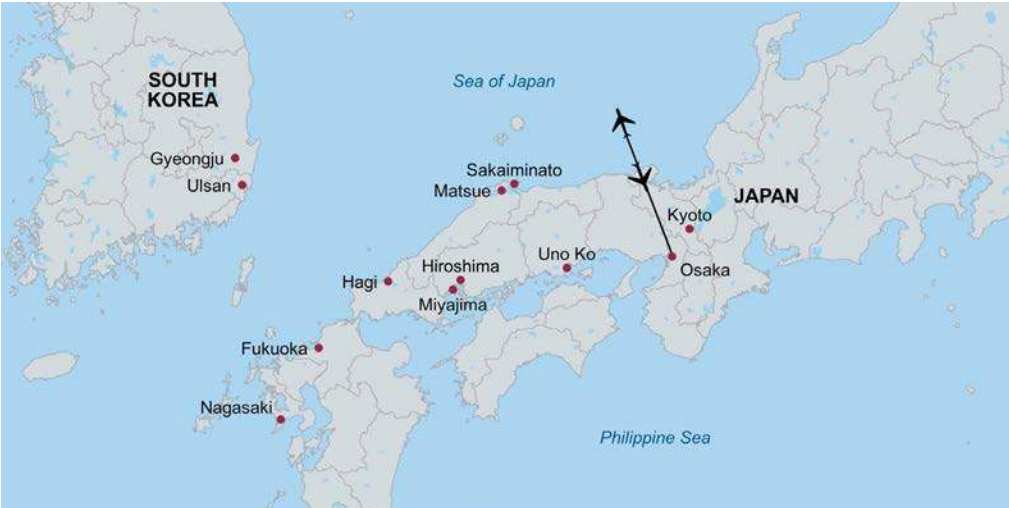 SOUTH
KOREA
Sea of Japan
Gyeongju
Ulsan
Sakaiminato
Matsue
JAPAN
Kyoto
Uno Ko
Osaka
Hiroshima
Hagi
Miyajima
Fukuoka
Nagasaki
Philippine Sea